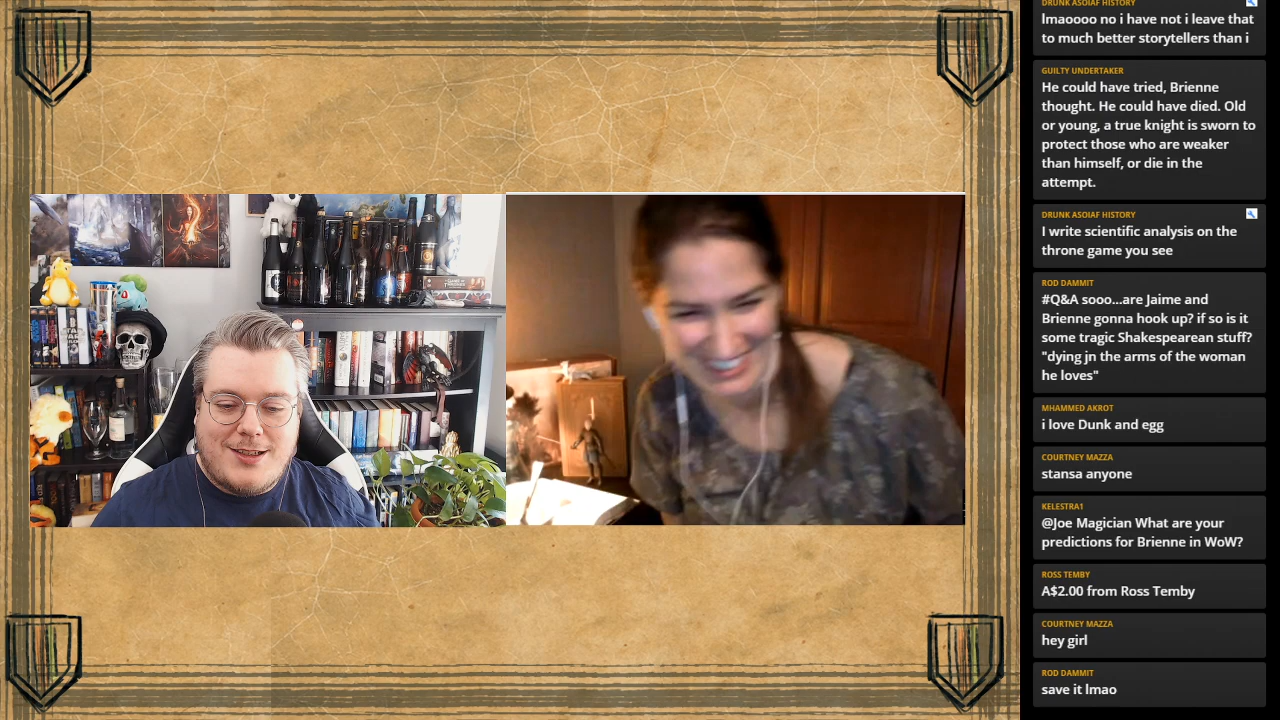 DRUNK ASOIAF HISTORY
lmaoooo no i have not i leave that
to much better storytellers than i
GUILTY UNDERTAKER
He could have tried, Brienne
thought. He could have died. Old
or young, a true knight is sworn to
protect those who are weaker
than himself, or die in the
attempt.
DRUNK ASOIAF HISTORY
I write scientific analysis on the
throne game you see
ROD DAMMIT
#Q&A sooo...are Jaime and
Brienne gonna hook up? if so is it
some tragic Shakespearean stuff?
"dying jn the arms of the woman
he loves"
MHAMMED AKROT
i love Dunk and egg
COURTNEY MAZZA
stansa anyone
KELESTRA1
@Joe Magician What are your
predictions for Brienne in WoW?
ROSS TEMBY
A$2.00 from Ross Temby
COURTNEY MAZZA
hey girl
ROD DAMMIT
save it lmao